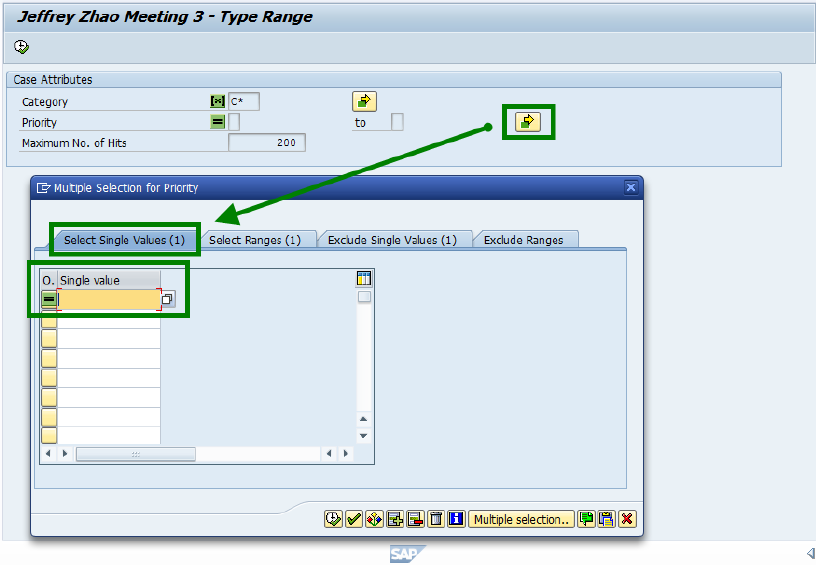 Jeffrey Zhao Meeting 3 - Type Range
Case Attributes
Category C*
Priority to
Maximum No. of Hits 200
Multiple Selection for Priority
Select Single Values (1) Select Ranges (1) Exclude Single Values (1) Exclude Ranges
O. Single value
Multiple selection..
SAP